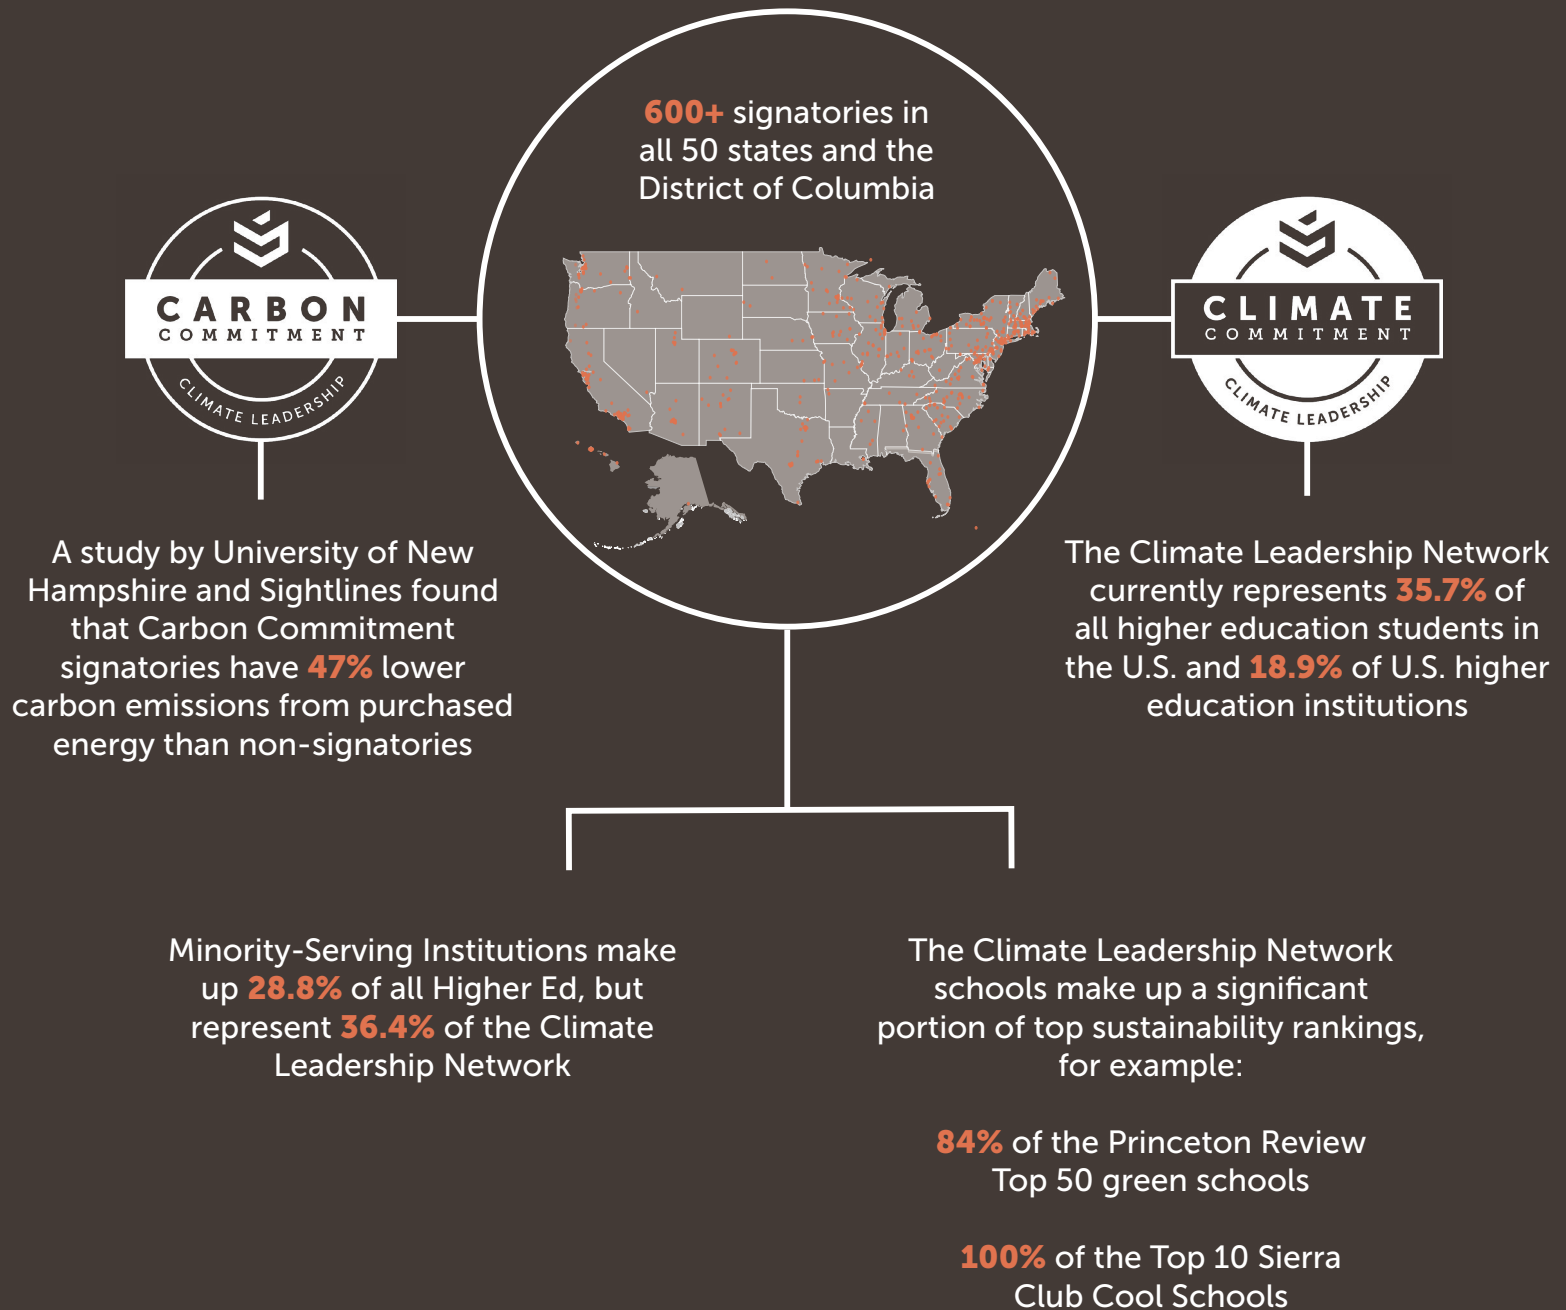 600+ signatories in
all 50 states and the
District of Columbia
CARBON
COMMITMENT
CLIMATE LEADERSHIP
CLIMATE
COMMITMENT
CLIMATE LEADERSHIP
A study by University of New
Hampshire and Sightlines found
that Carbon Commitment
signatories have 47% lower
carbon emissions from purchased
energy than non-signatories
The Climate Leadership Network
currently represents 35.7% of
all higher education students in
the U.S. and 18.9% of U.S. higher
education institutions
Minority-Serving Institutions make
up 28.8% of all Higher Ed, but
represent 36.4% of the Climate
Leadership Network
The Climate Leadership Network
schools make up a significant
portion of top sustainability rankings,
for example:
84% of the Princeton Review
Top 50 green schools
100% of the Top 10 Sierra
Club Cool Schools